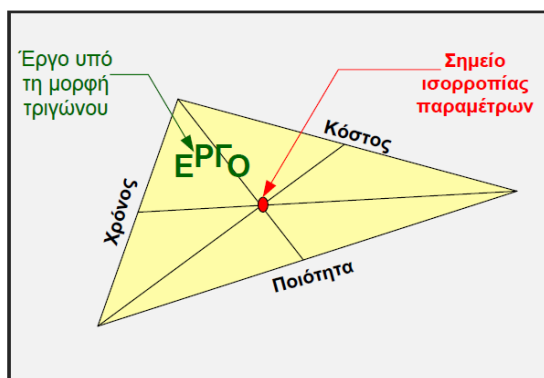 Έργο υπό
τη μορφή
τριγώνου
Σημείο
ισορροπίας
παραμέτρων
Κόστος
ΕΡΓΟ
Χρόνος
Ποιότητα